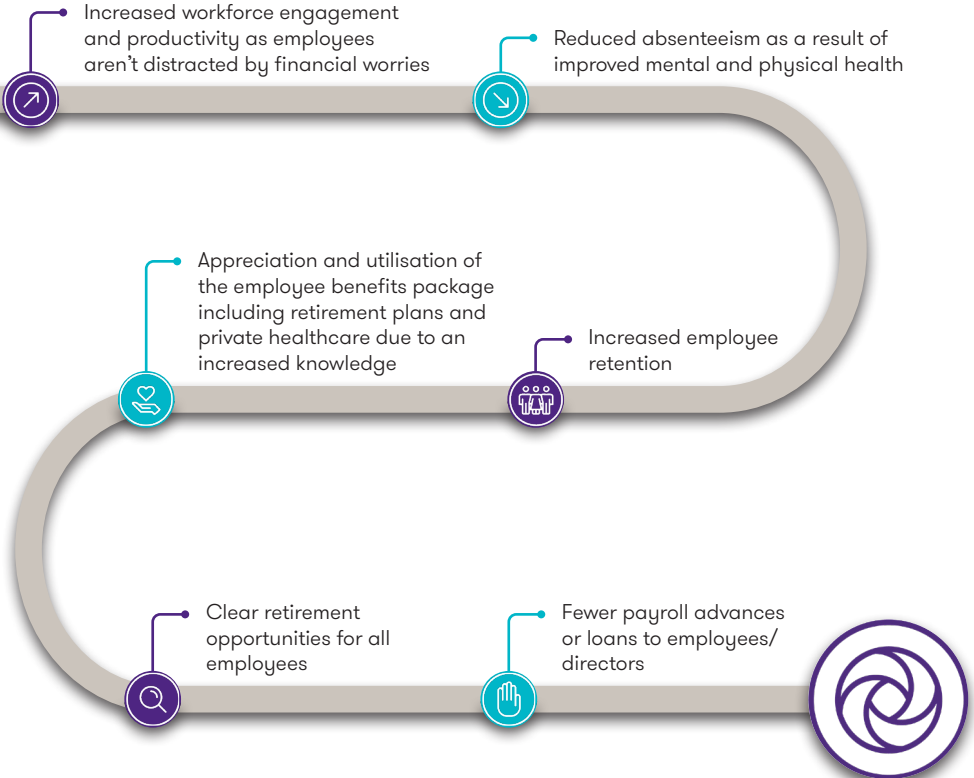 Increased workforce engagement
and productivity as employees
aren't distracted by financial worries
Reduced absenteeism as a result of
improved mental and physical health
Increased employee
retention
Appreciation and utilisation of
the employee benefits package
including retirement plans and
private healthcare due to an
increased knowledge
Clear retirement
opportunities for all
employees
Fewer payroll advances
or loans to employees/
directors